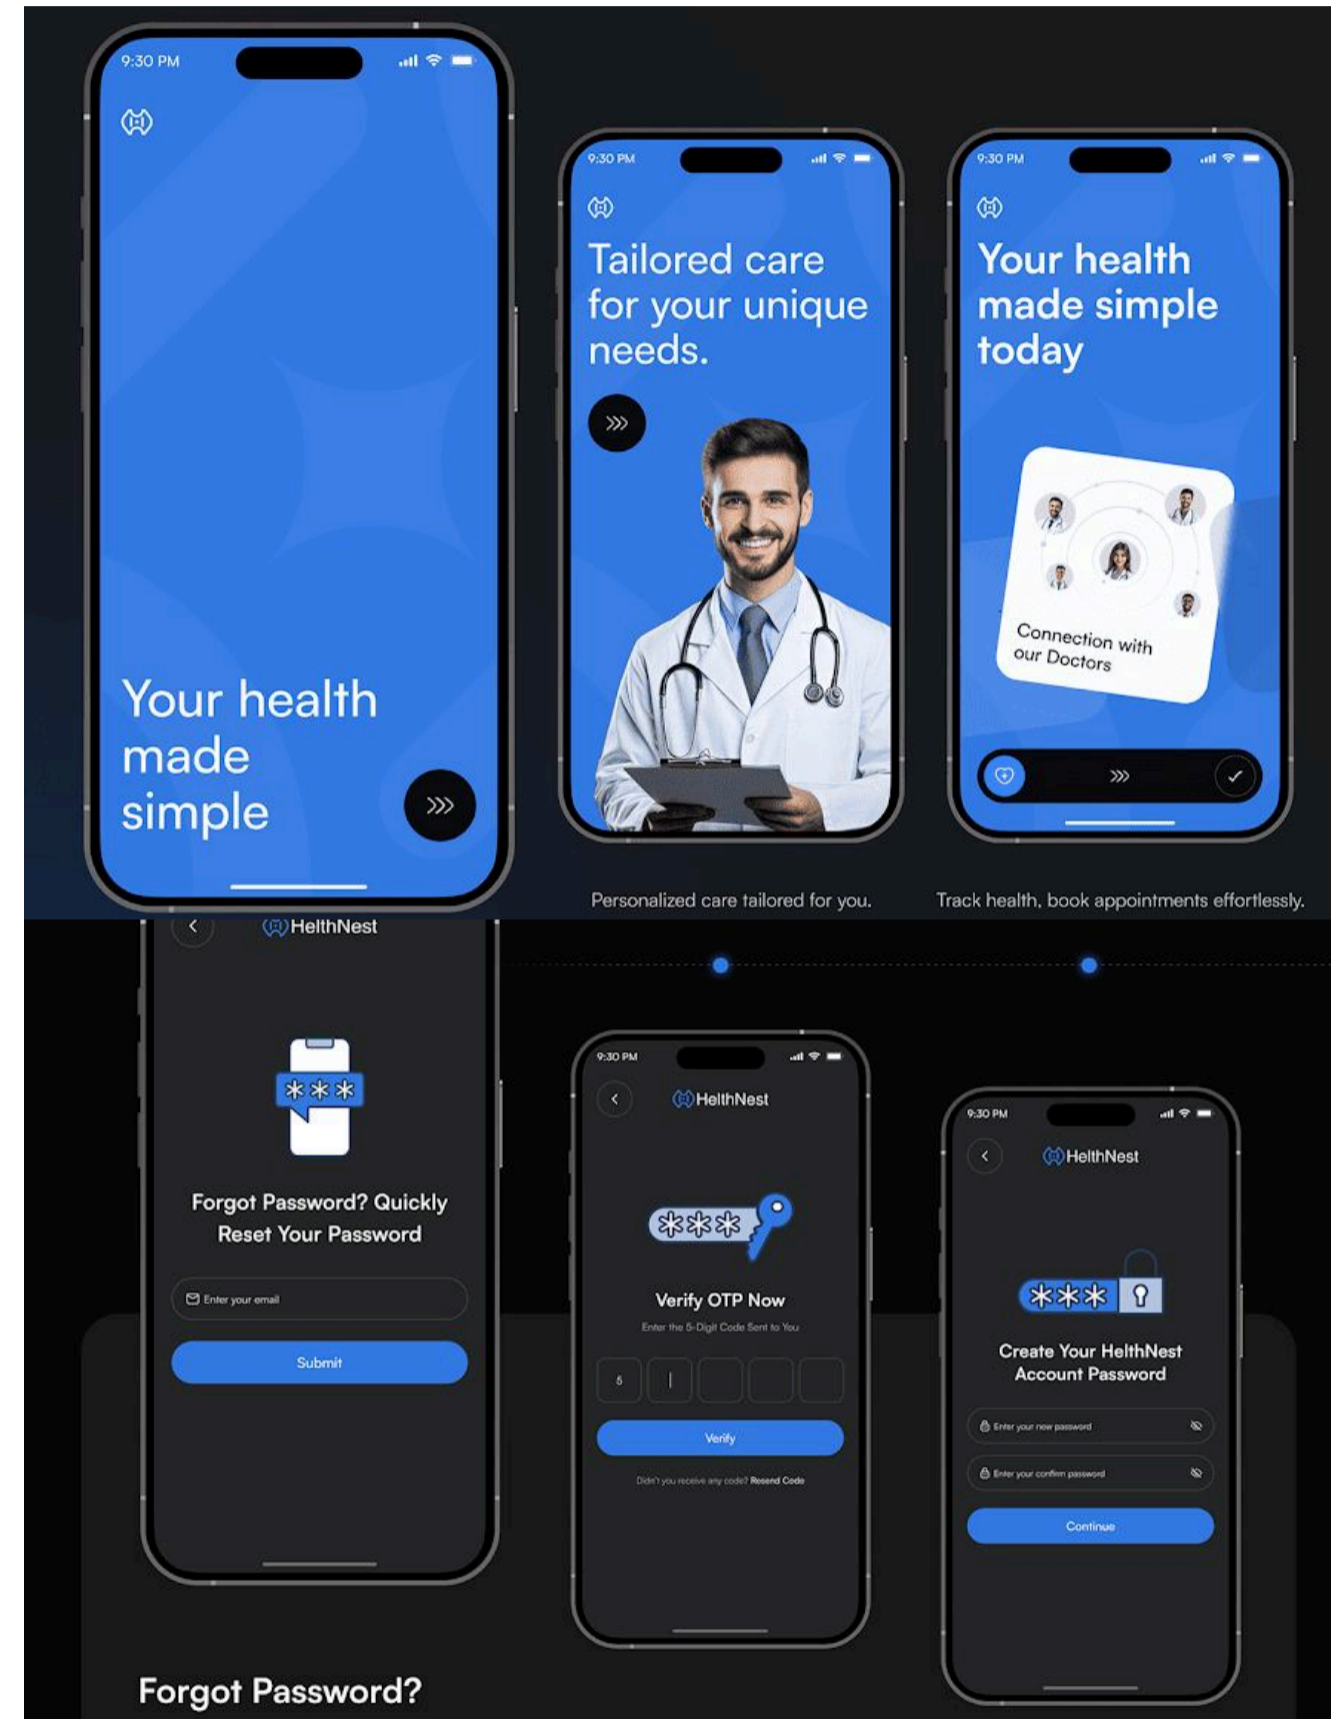 9:30 PM
Your health
made
simple
9:30 PM
Tailored care
for your unique
needs.
Personalized care tailored for you.
9:30 PM
Your health
made simple
today
Connection with
our Doctors
Track health, book appointments effortlessly.
HelthNest
***
Forgot Password? Quickly
Reset Your Password
Enter your email
Submit
Forgot Password?
9:30 PM
HelthNest
***
Verify OTP Now
Enter the 5-Digit Code Sent to You
5
Verify
Didn't you receive any code? Resend Code
9:30 PM
HelthNest
***
Create Your HelthNest
Account Password
Enter your new password
Enter your confirm password
Continue